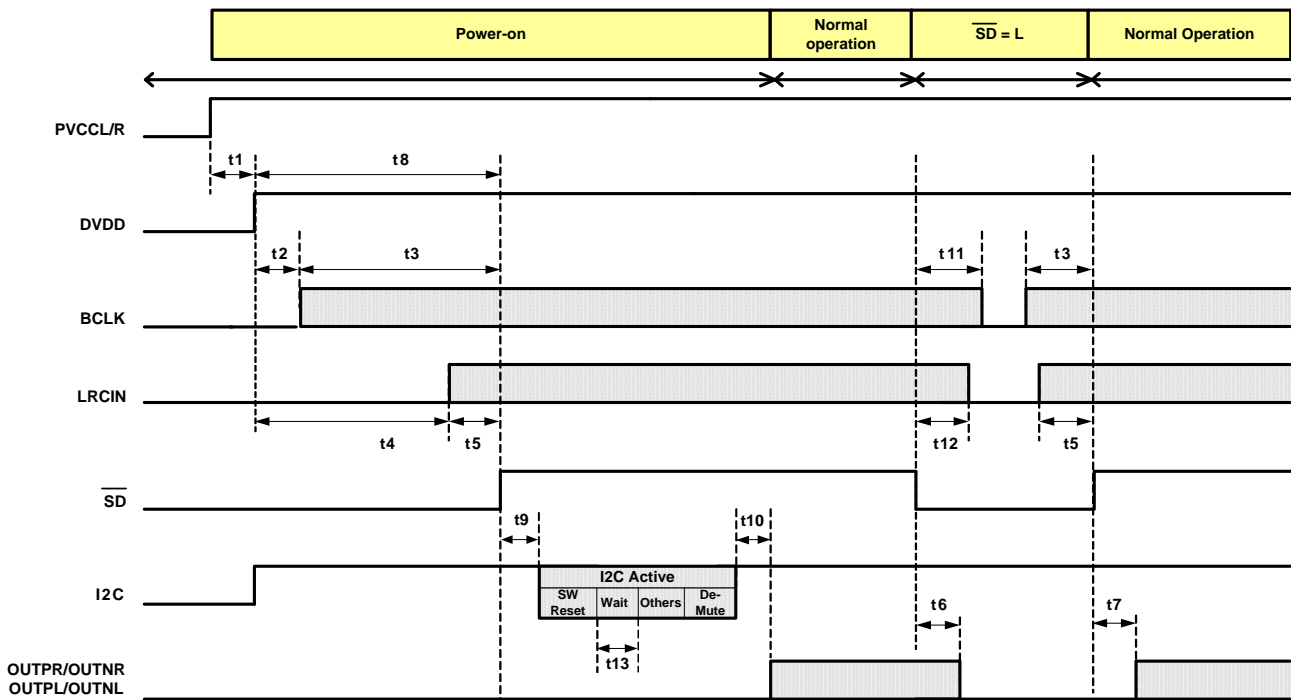 Power-on
Normal
operation
SD = L
Normal Operation
PVCCL/R
t1
t8
DVDD
t2
t3
t11
t3
BCLK
LRCIN
t4
t5
t12
t5
SD
t9
t10
I2C
I2C Active
SW
Reset
Wait
Others
De-
Mute
t6
t7
t13
OUTPR/OUTNR
OUTPL/OUTNL